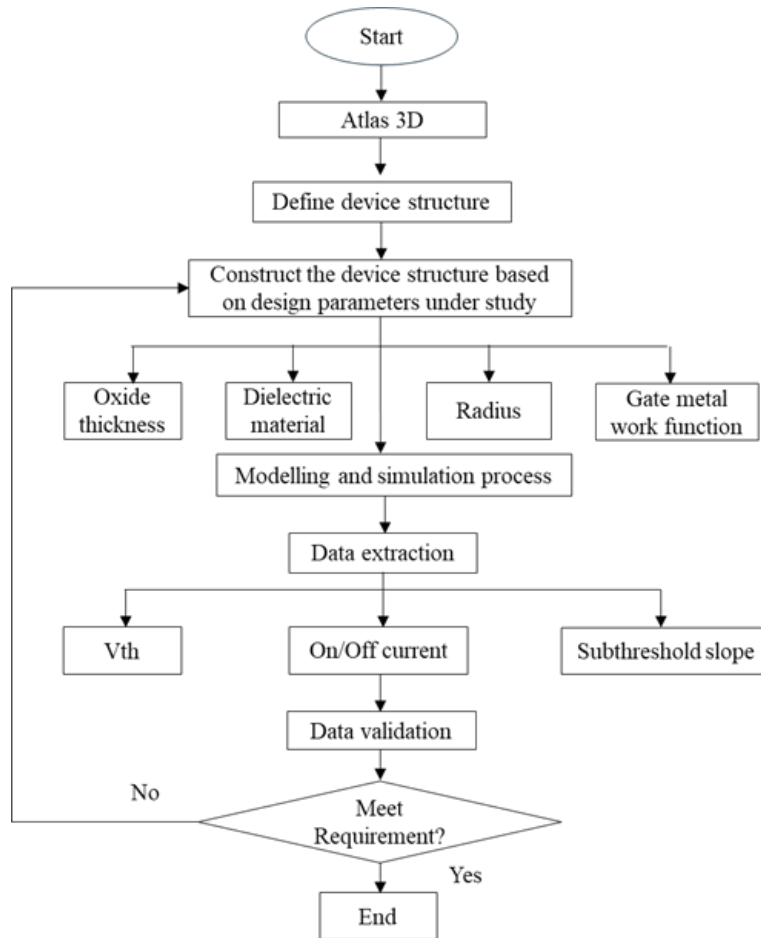 Start
Atlas 3D
Define device structure
Construct the device structure based
on design parameters under study
Oxide
thickness
Dielectric
material
Radius
Gate metal
work function
Modelling and simulation process
Data extraction
Vth
On/Off current
Subthreshold slope
Data validation
No
Meet
Requirement?
Yes
End